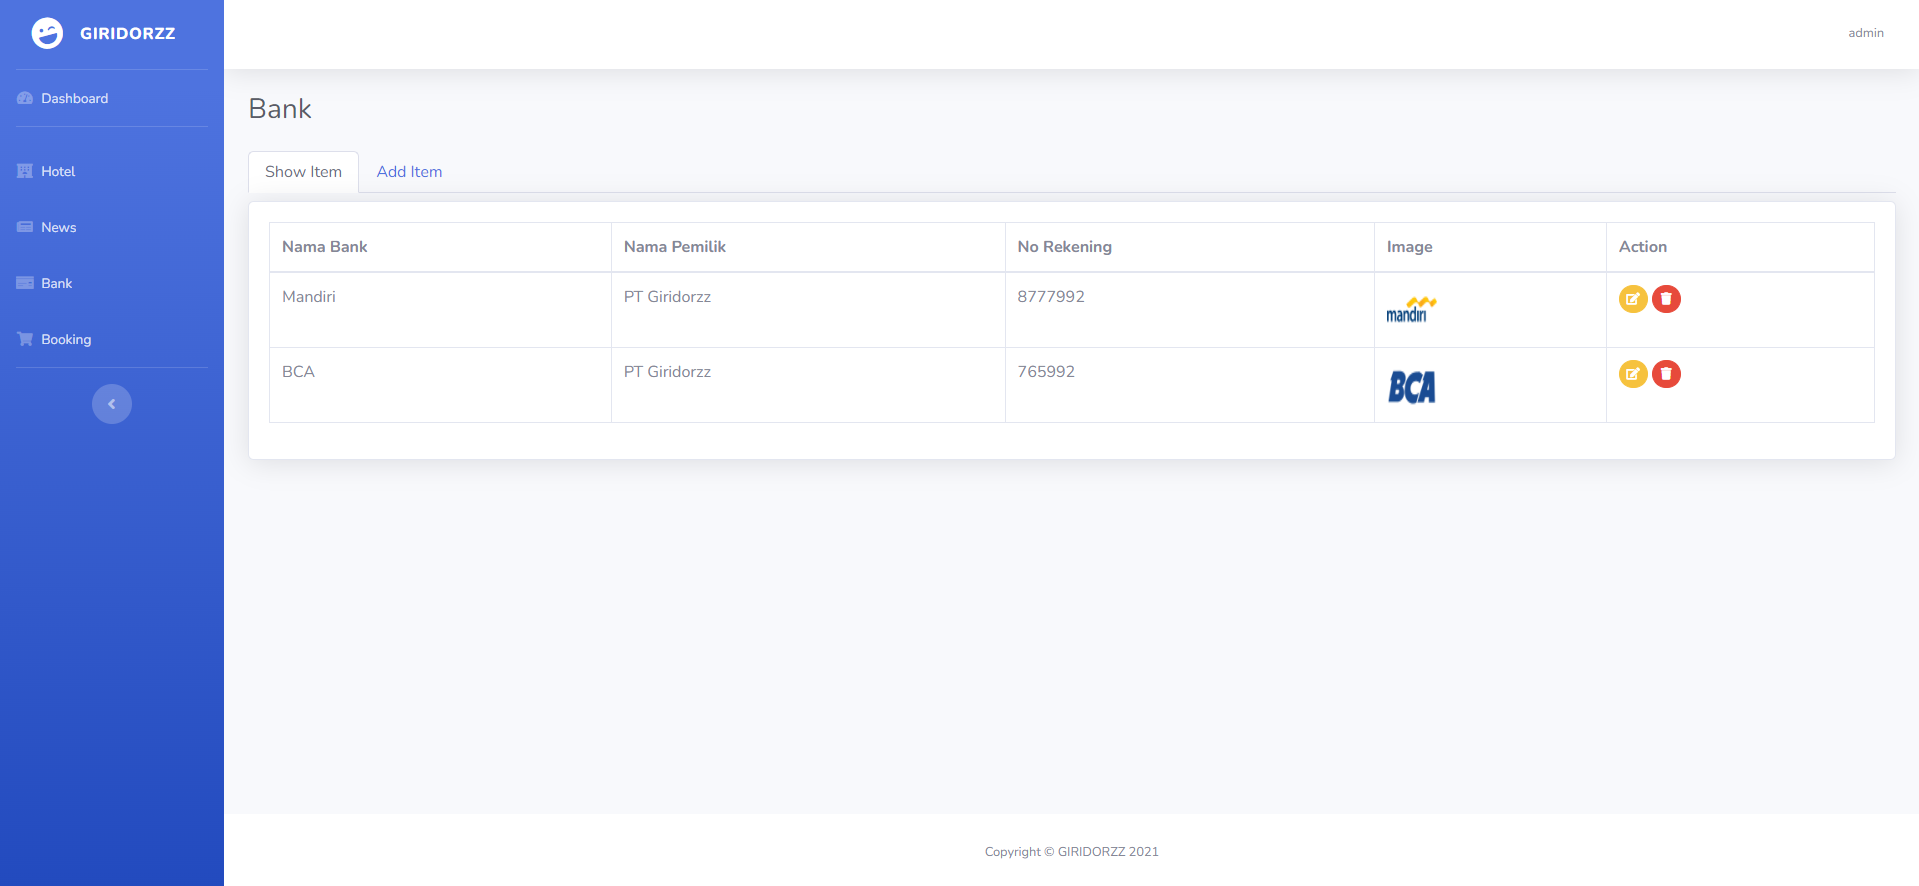 GIRIDORZZ
admin
Dashboard
Hotel
News
Bank
Booking
Bank
Show Item Add Item
Nama Bank Nama Pemilik No Rekening Image Action
Mandiri PT Giridorzz 8777992 mandiri
BCA PT Giridorzz 765992 BCA
Copyright © GIRIDORZZ 2021